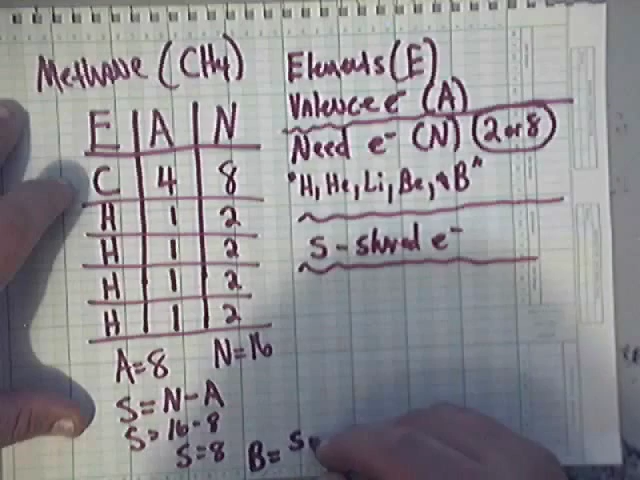 Methane (CH4)
E A N
C 4 8
H 1 2
H 1 2
H 1 2
H 1 2
A=8 N=16
S=N-A
S=16-8
S=8 B=S
Elements (E)
Valence e⁻ (A)
Need e⁻ (N) (2 or 8)
"H, He, Li, Be, & B"
S - shared e⁻